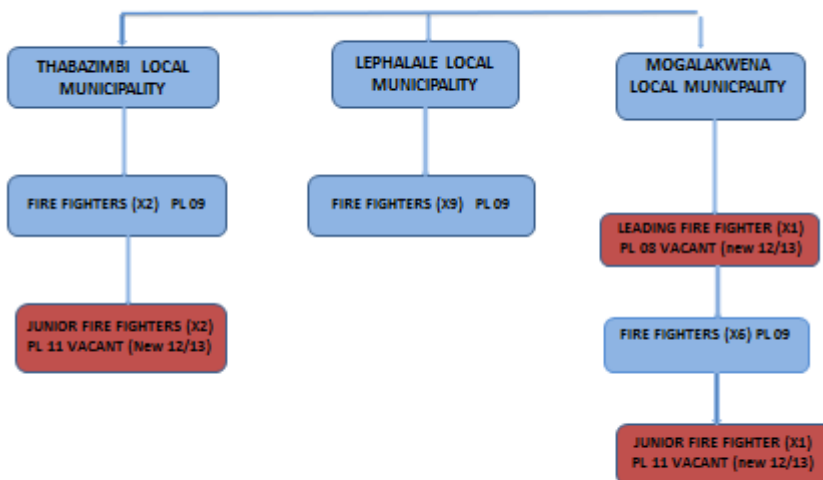 THABAZIMBI LOCAL
MUNICIPALITY
FIRE FIGHTERS (X2) PL 09
JUNIOR FIRE FIGHTERS (X2)
PL 11 VACANT (New 12/13)
LEPHALALE LOCAL
MUNICIPALITY
FIRE FIGHTERS (X9) PL 09
MOGALAKWENA
LOCAL MUNICPALITY
LEADING FIRE FIGHTER (X1)
PL 08 VACANT (new 12/13)
FIRE FIGHTERS (X6) PL 09
JUNIOR FIRE FIGHTER (X1)
PL 11 VACANT (new 12/13)